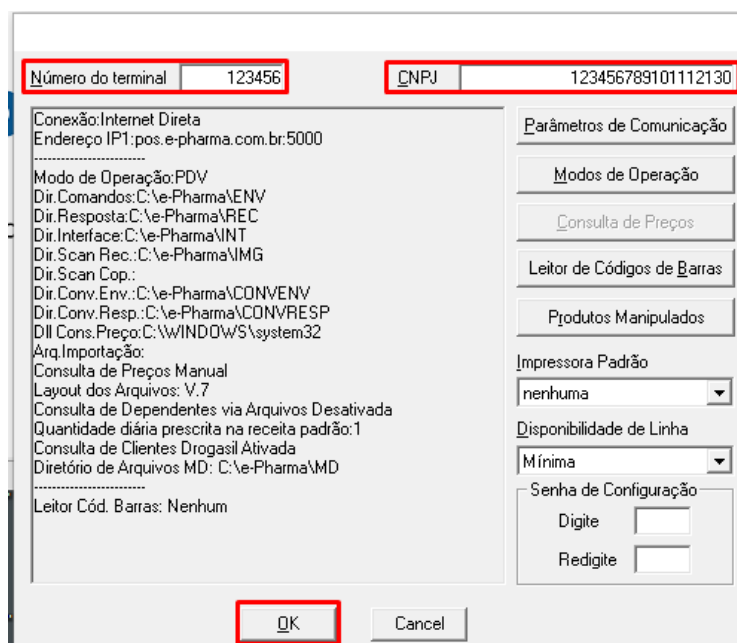 Número do terminal 123456 CNPJ 123456789101112130
Conexão:Internet Direta
Endereço IP1:pos.e-pharma.com.br:5000
-------------------------
Modo de Operação:PDV
Dir.Comandos:C:\e-Pharma\ENV
Dir.Resposta:C:\e-Pharma\REC
Dir.Interface:C:\e-Pharma\INT
Dir.Scan Rec.:C:\e-Pharma\IMG
Dir.Scan Cop.:
Dir.Conv.Env.:C:\e-Pharma\CONVENV
Dir.Conv.Resp.:C:\e-Pharma\CONVRESP
Dll Cons.Preço:C:\WINDOWS\system32
Arq.Importação:
Consulta de Preços Manual
Layout dos Arquivos: V.7
Consulta de Dependentes via Arquivos Desativada
Quantidade diária prescrita na receita padrão:1
Consulta de Clientes Drogasil Ativada
Diretório de Arquivos MD: C:\e-Pharma\MD
-------------------------
Leitor Cód. Barras: Nenhum
Parâmetros de Comunicação
Modos de Operação
Consulta de Preços
Leitor de Códigos de Barras
Produtos Manipulados
Impressora Padrão
nenhuma
Disponibilidade de Linha
Mínima
Senha de Configuração
Digite
Redigite
OK Cancel